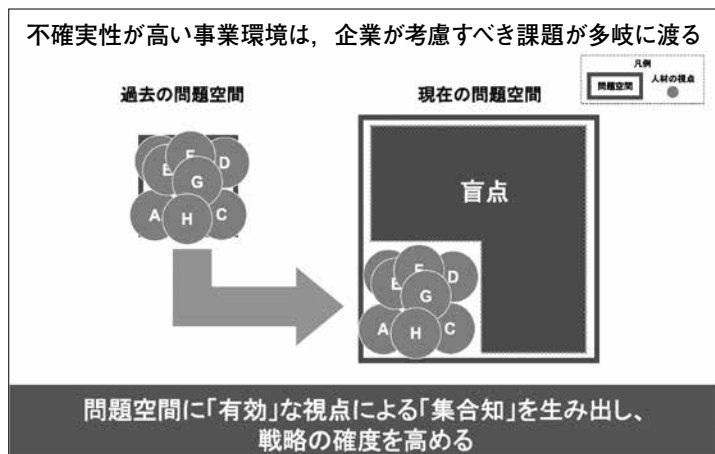 不確実性が高い事業環境は，企業が考慮すべき課題が多岐に渡る
凡例
問題空間
人材の視点
過去の問題空間
現在の問題空間
E
F
D
G
A
H
C
盲点
E
F
D
G
A
H
C
問題空間に「有効」な視点による「集合知」を生み出し、
戦略の確度を高める